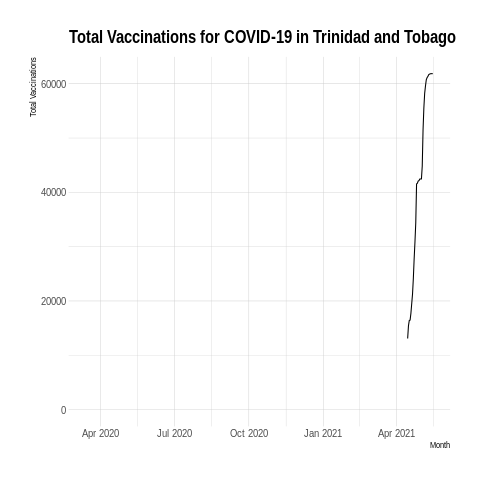 Total Vaccinations for COVID-19 in Trinidad and Tobago
Total Vaccinations
60000
40000
20000
0
Apr 2020 Jul 2020 Oct 2020 Jan 2021 Apr 2021
Month